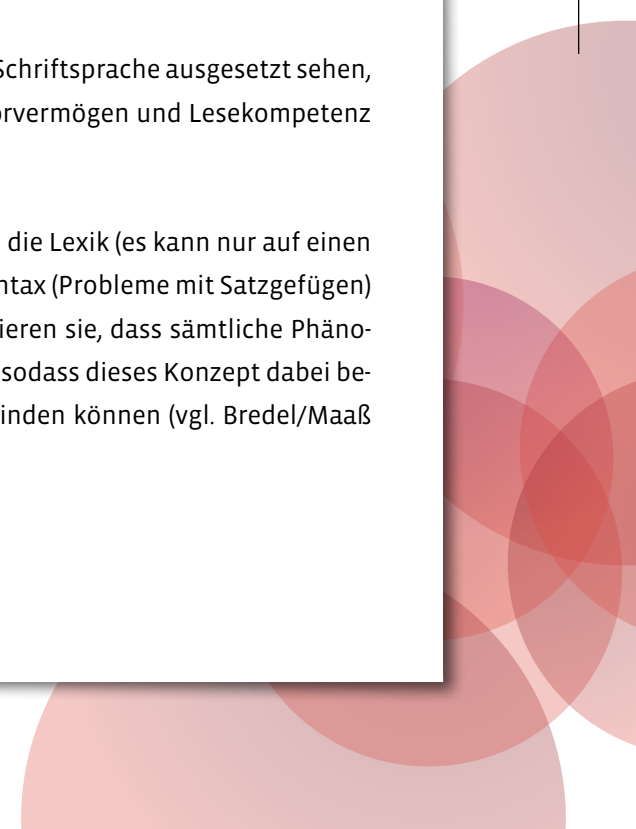 Schriftsprache ausgesetzt sehen,
rvermögen und Lesekompetenz
die Lexik (es kann nur auf einen
ntax (Probleme mit Satzgefügen)
ieren sie, dass sämtliche Phäno-
sodass dieses Konzept dabei be-
inden können (vgl. Bredel/Maaß